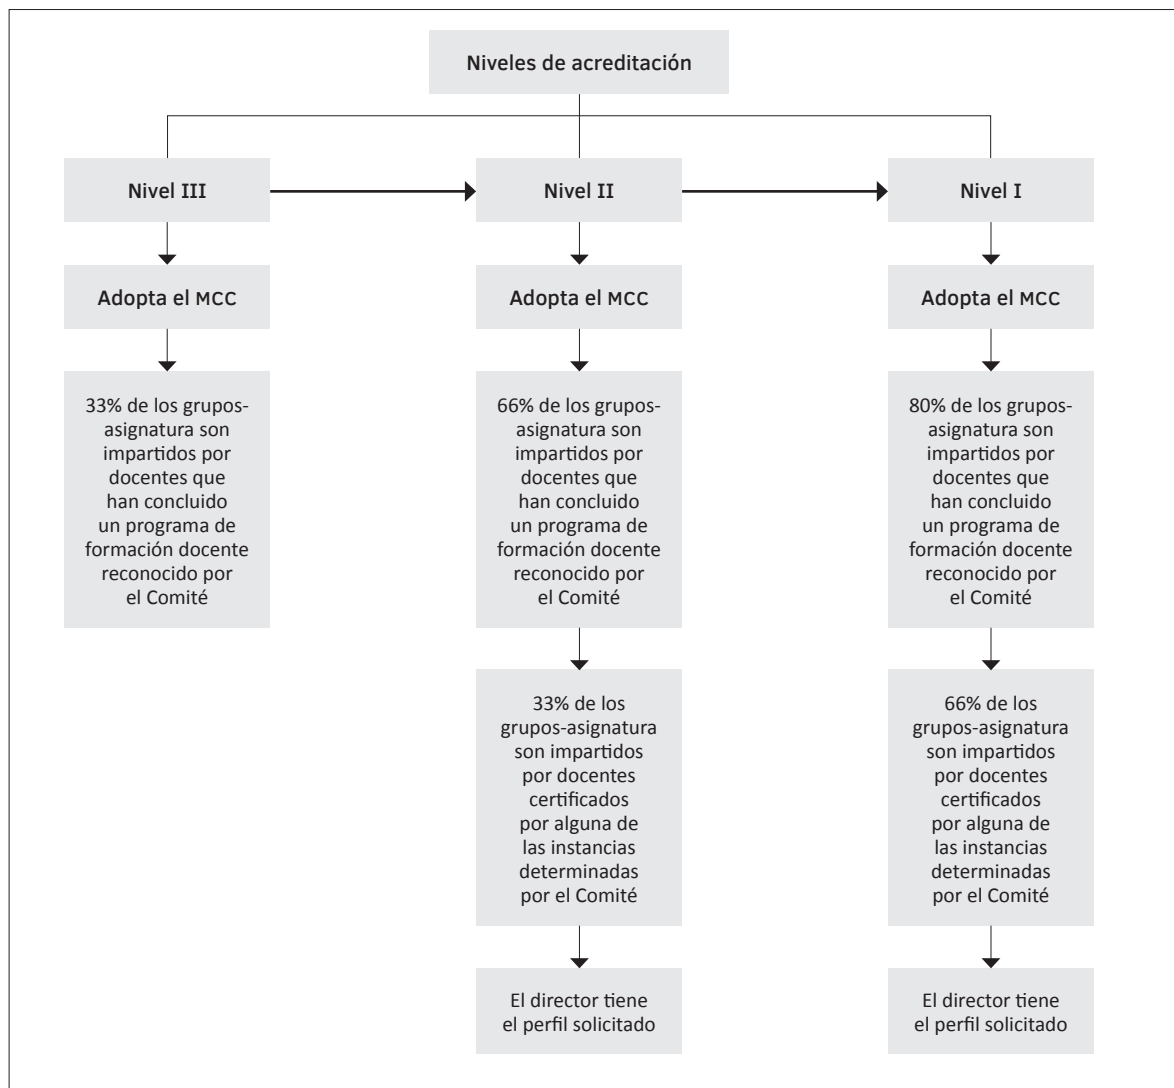 Niveles de acreditación
Nivel III
Nivel II
Nivel I
Adopta el MCC
Adopta el MCC
Adopta el MCC
33% de los grupos-
asignatura son
impartidos por
docentes que
han concluido
un programa de
formación docente
reconocido por
el Comité
66% de los grupos-
asignatura son
impartidos por
docentes que
han concluido
un programa de
formación docente
reconocido por
el Comité
80% de los grupos-
asignatura son
impartidos por
docentes que
han concluido
un programa de
formación docente
reconocido por
el Comité
33% de los
grupos-asignatura
son impartidos
por docentes
certificados
por alguna de
las instancias
determinadas
por el Comité
66% de los
grupos-asignatura
son impartidos
por docentes
certificados
por alguna de
las instancias
determinadas
por el Comité
El director tiene
el perfil solicitado
El director tiene
el perfil solicitado